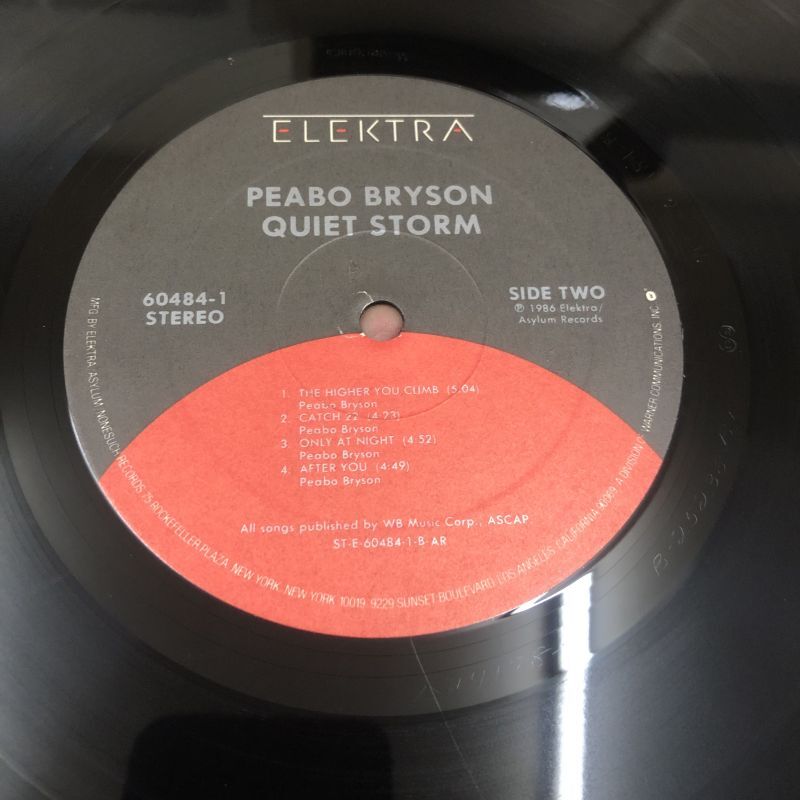 ELEKTRA
PEABO BRYSON
QUIET STORM
60484-1
STEREO
SIDE TWO
℗ 1986 Elektra/
Asylum Records
1. THE HIGHER YOU CLIMB (5:04)
Peabo Bryson
2. CATCH 22 (4:23)
Peabo Bryson
3. ONLY AT NIGHT (4:52)
Peabo Bryson
4. AFTER YOU (4:49)
Peabo Bryson
All songs published by WB Music Corp., ASCAP
ST-E-60484-1-B-AR
MFG. BY ELEKTRA/ASYLUM/NONESUCH RECORDS, 75 ROCKEFELLER PLAZA, NEW YORK, NEW YORK 10019. 9229 SUNSET BOULEVARD, LOS ANGELES, CALIFORNIA 90069. A DIVISION OF WARNER COMMUNICATIONS, INC.